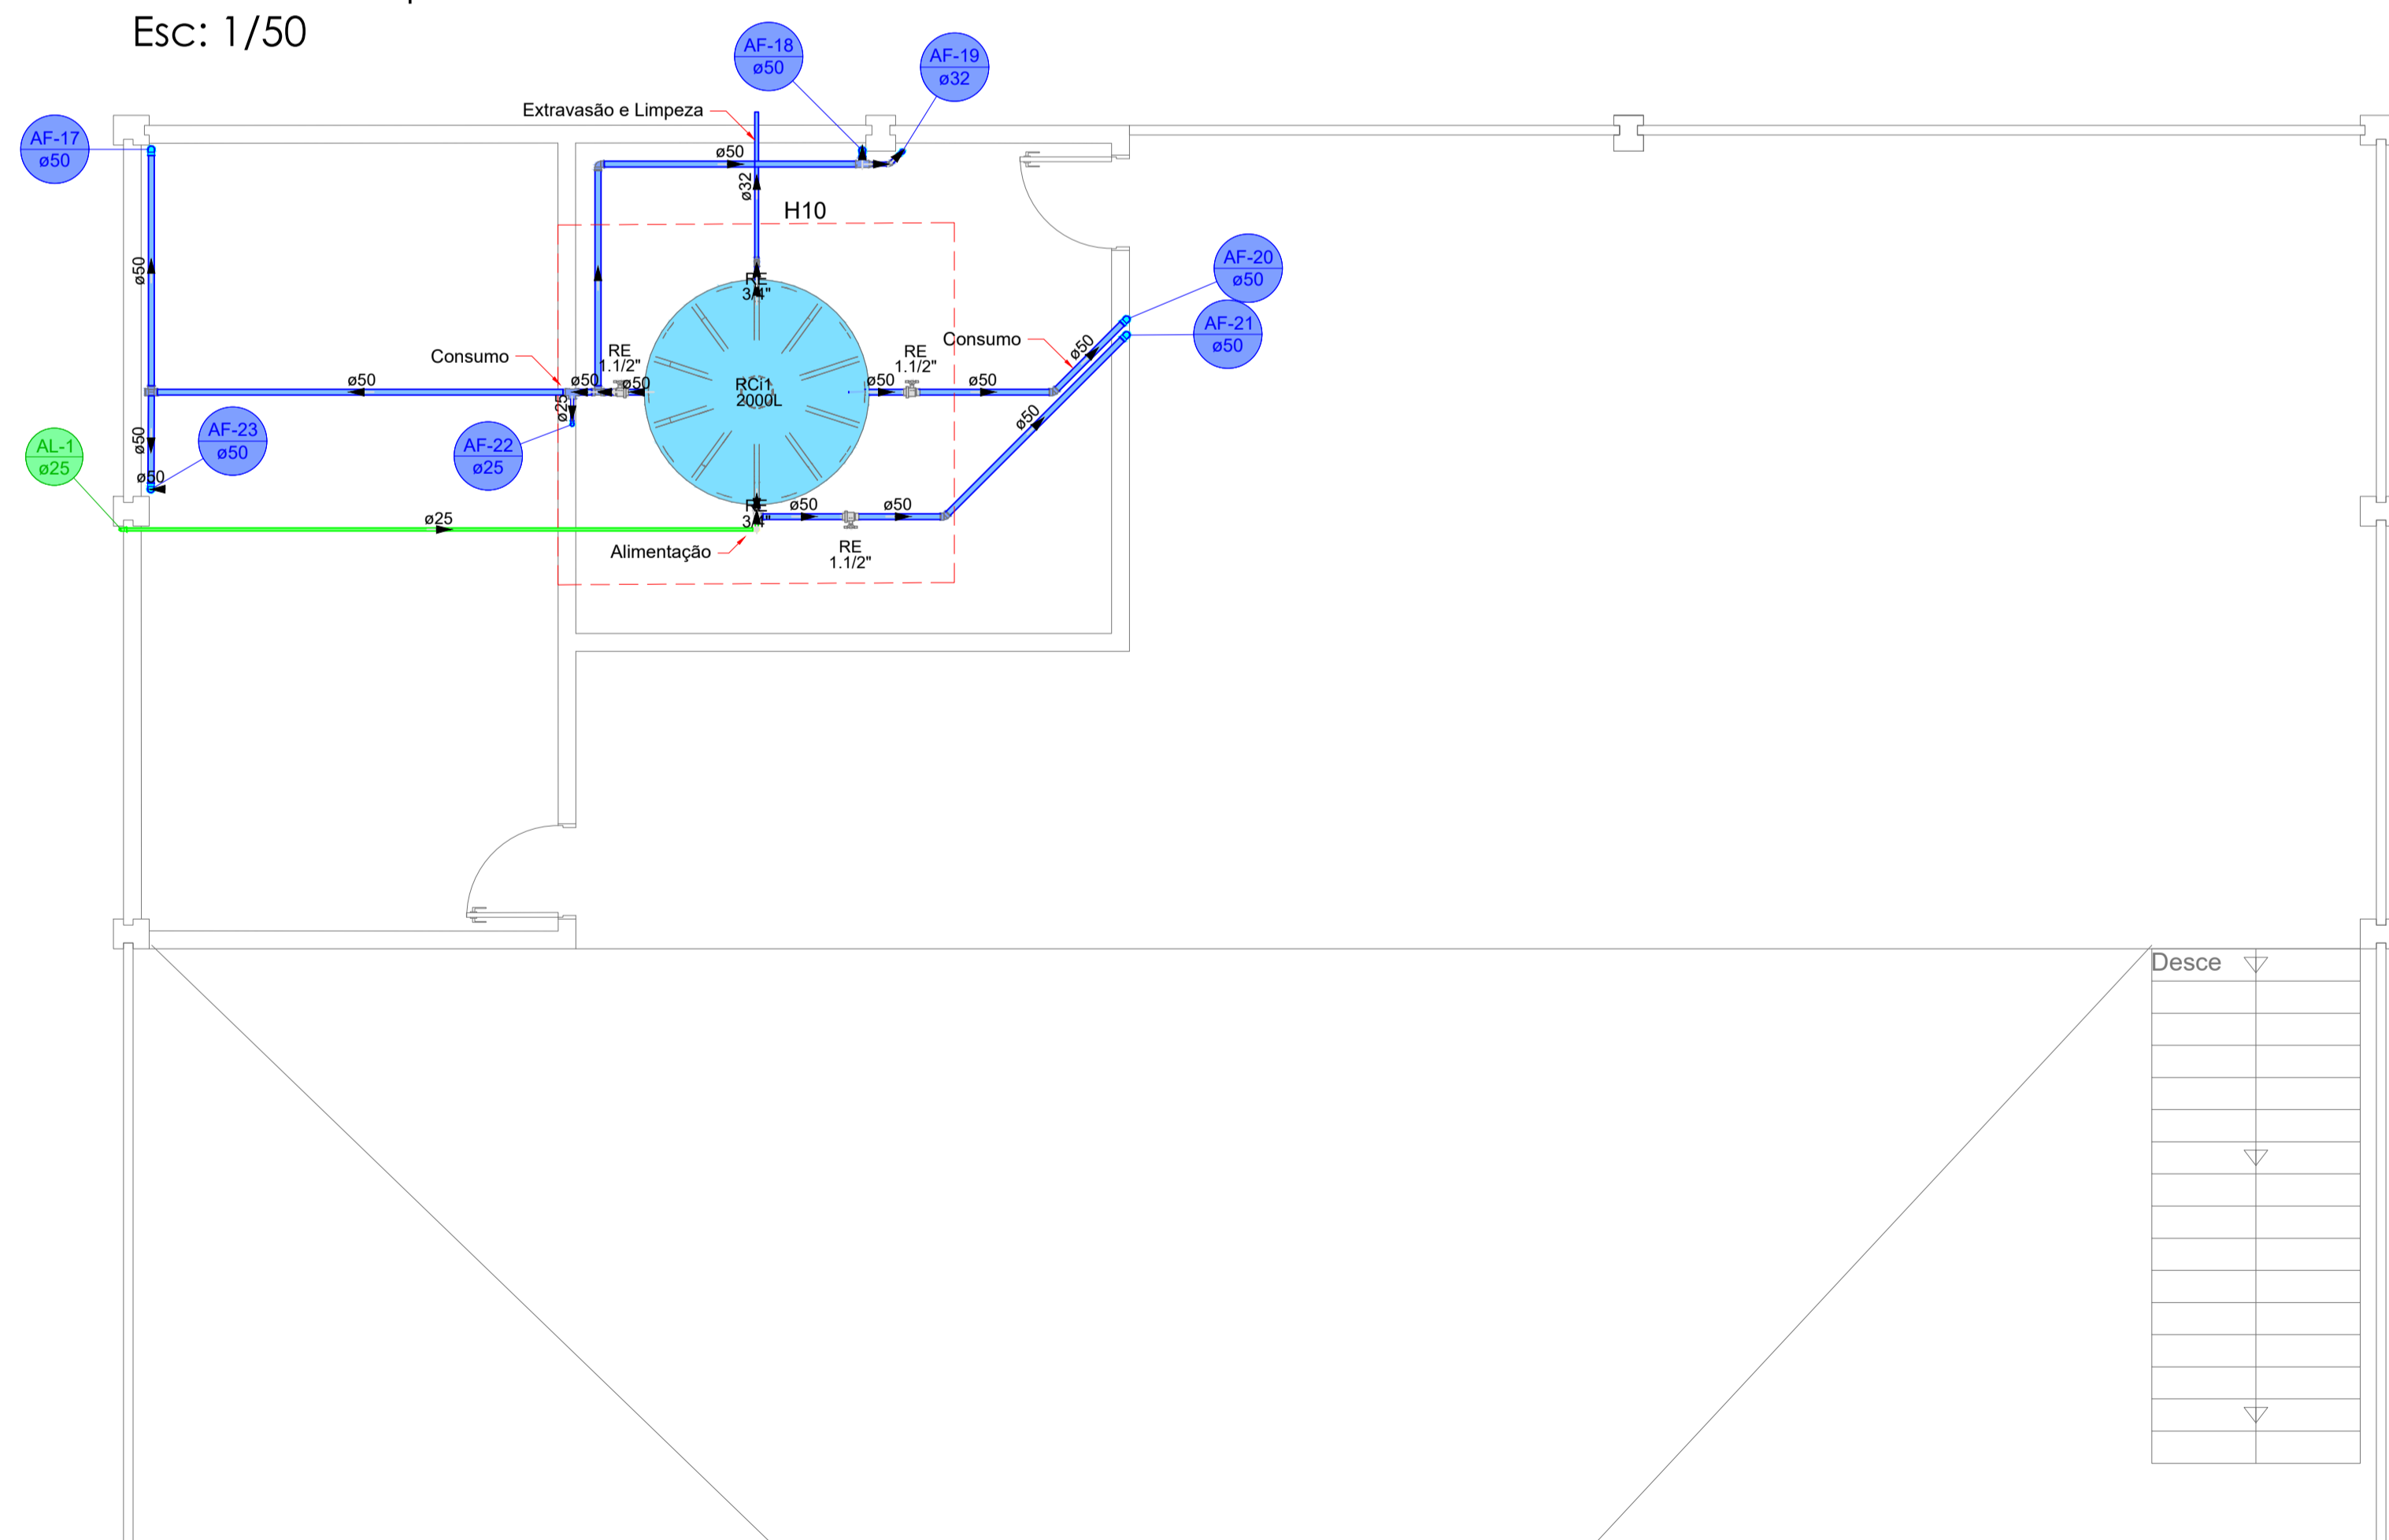 Esc: 1/50
AF-18
ø50
AF-19
ø32
Extravasão e Limpeza
AF-17
ø50
ø50
ø32
H10
ø50
AF-20
ø50
RE
3/4"
AF-21
ø50
Consumo
ø50
Consumo
RE
1.1/2"
RE
1.1/2"
ø50
ø50
ø50
RCi1
2000L
ø50
ø50
ø25
ø50
ø50
AF-23
ø50
AF-22
ø25
AL-1
ø25
ø50
RE
3/4"
ø50
ø50
ø25
Alimentação
RE
1.1/2"
Desce